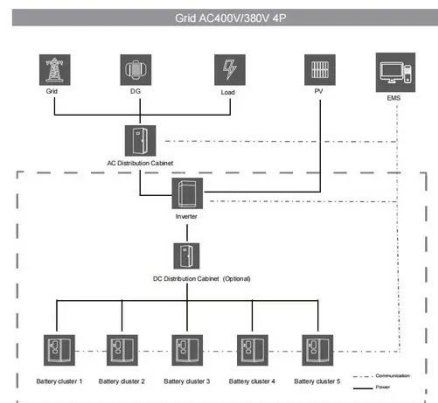 Grid AC400V/380V 4P
Grid
DG
Load
PV
EMS
AC Distribution Cabinet
Inverter
DC Distribution Cabinet (Optional)
Battery cluster 1
Battery cluster 2
Battery cluster 3
Battery cluster 4
Battery cluster 5
Communication
Power